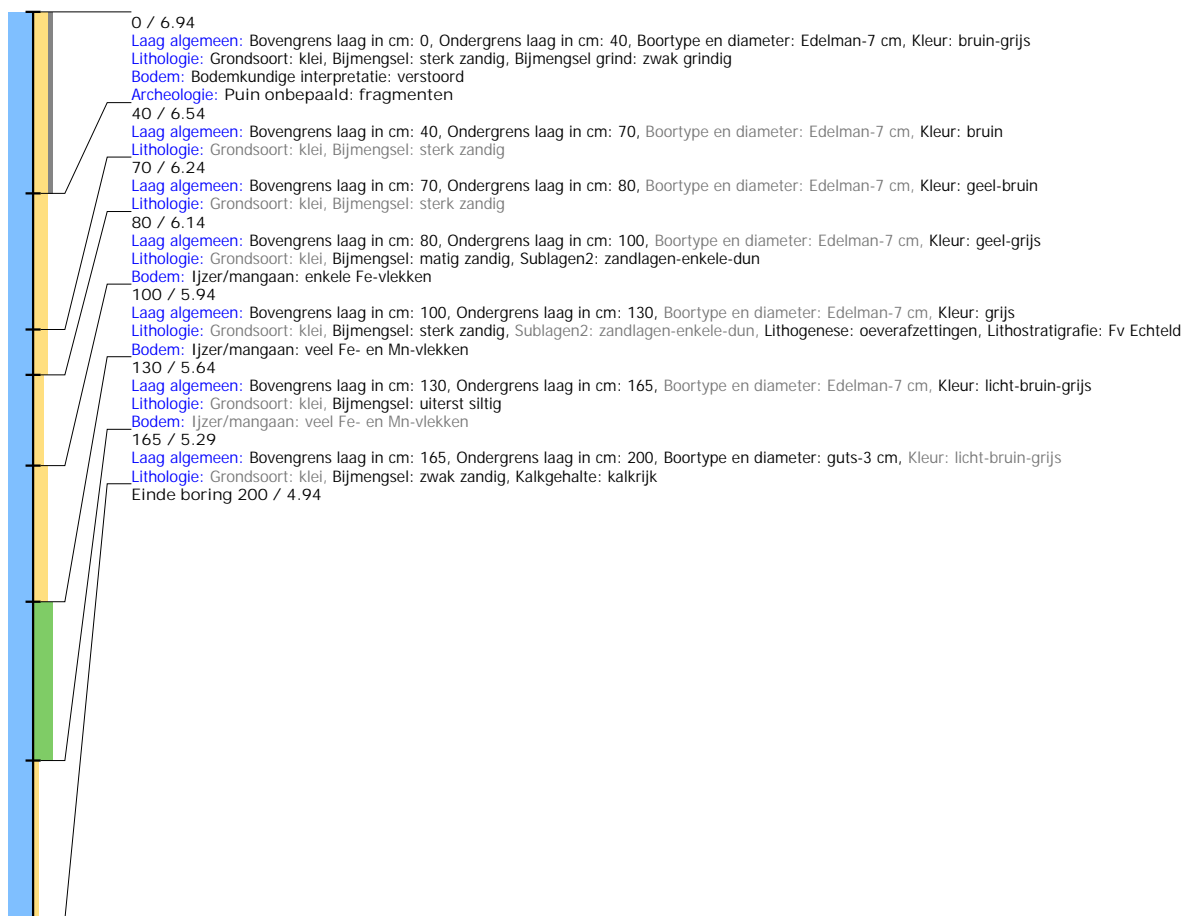 0 / 6.94
Laag algemeen: Bovengrens laag in cm: 0, Ondergrens laag in cm: 40, Boortype en diameter: Edelman-7 cm, Kleur: bruin-grijs
Lithologie: Grondsoort: klei, Bijmengsel: sterk zandig, Bijmengsel grind: zwak grindig
Bodem: Bodemkundige interpretatie: verstoord
Archeologie: Puin onbepaald: fragmenten
40 / 6.54
Laag algemeen: Bovengrens laag in cm: 40, Ondergrens laag in cm: 70, Boortype en diameter: Edelman-7 cm, Kleur: bruin
Lithologie: Grondsoort: klei, Bijmengsel: sterk zandig
70 / 6.24
Laag algemeen: Bovengrens laag in cm: 70, Ondergrens laag in cm: 80, Boortype en diameter: Edelman-7 cm, Kleur: geel-bruin
Lithologie: Grondsoort: klei, Bijmengsel: sterk zandig
80 / 6.14
Laag algemeen: Bovengrens laag in cm: 80, Ondergrens laag in cm: 100, Boortype en diameter: Edelman-7 cm, Kleur: geel-grijs
Lithologie: Grondsoort: klei, Bijmengsel: matig zandig, Sublagen2: zandlagen-enkele-dun
Bodem: Ijzer/mangaan: enkele Fe-vlekken
100 / 5.94
Laag algemeen: Bovengrens laag in cm: 100, Ondergrens laag in cm: 130, Boortype en diameter: Edelman-7 cm, Kleur: grijs
Lithologie: Grondsoort: klei, Bijmengsel: sterk zandig, Sublagen2: zandlagen-enkele-dun, Lithogenese: oeverafzettingen, Lithostratigrafie: Fv Echteld
Bodem: Ijzer/mangaan: veel Fe- en Mn-vlekken
130 / 5.64
Laag algemeen: Bovengrens laag in cm: 130, Ondergrens laag in cm: 165, Boortype en diameter: Edelman-7 cm, Kleur: licht-bruin-grijs
Lithologie: Grondsoort: klei, Bijmengsel: uiterst siltig
Bodem: Ijzer/mangaan: veel Fe- en Mn-vlekken
165 / 5.29
Laag algemeen: Bovengrens laag in cm: 165, Ondergrens laag in cm: 200, Boortype en diameter: guts-3 cm, Kleur: licht-bruin-grijs
Lithologie: Grondsoort: klei, Bijmengsel: zwak zandig, Kalkgehalte: kalkrijk
Einde boring 200 / 4.94